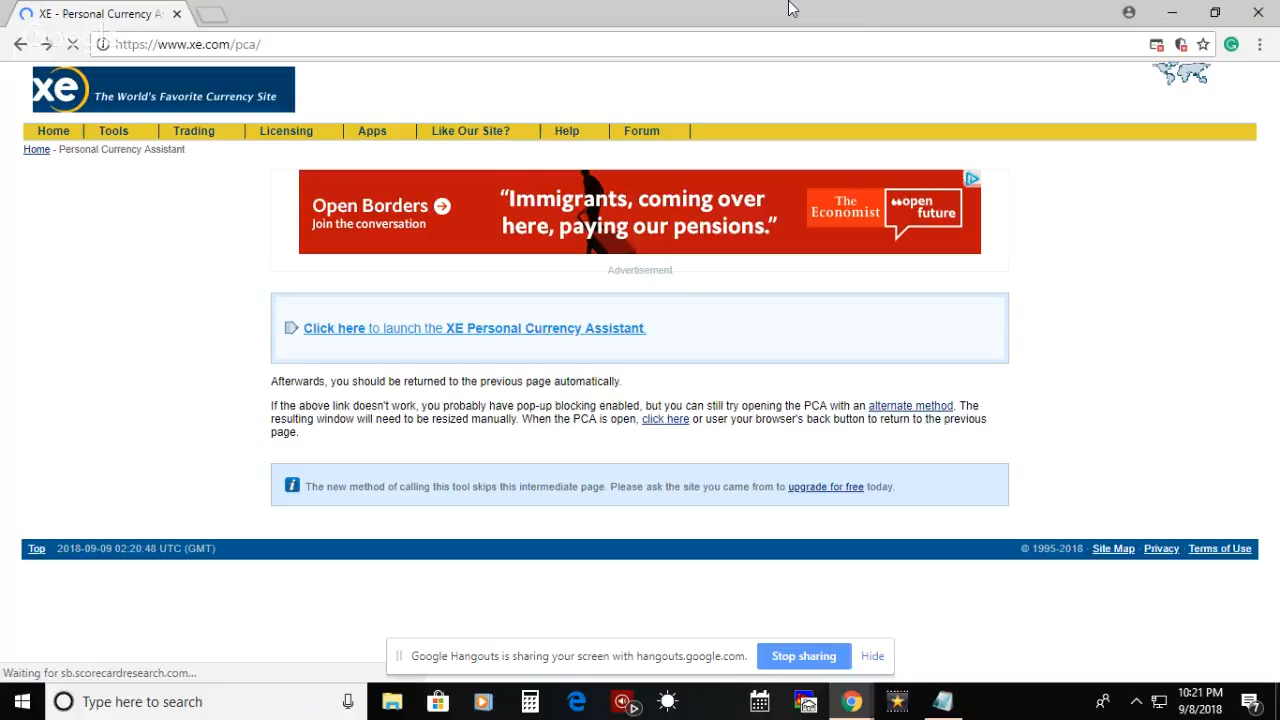 XE - Personal Currency As
https://www.xe.com/pca/
xe The World's Favorite Currency Site
Home Tools Trading Licensing Apps Like Our Site? Help Forum
Home - Personal Currency Assistant
Open Borders
Join the conversation
“Immigrants, coming over
here, paying our pensions.”
The
Economist
open
future
Advertisement
Click here to launch the XE Personal Currency Assistant.
Afterwards, you should be returned to the previous page automatically.
If the above link doesn't work, you probably have pop-up blocking enabled, but you can still try opening the PCA with an alternate method. The
resulting window will need to be resized manually. When the PCA is open, click here or user your browser's back button to return to the previous
page.
The new method of calling this tool skips this intermediate page. Please ask the site you came from to upgrade for free today.
Top 2018-09-09 02:20:48 UTC (GMT)
© 1995-2018 · Site Map · Privacy · Terms of Use
Google Hangouts is sharing your screen with hangouts.google.com.
Stop sharing
Hide
Waiting for sb.scorecardresearch.com...
Type here to search
10:21 PM
9/8/2018
7